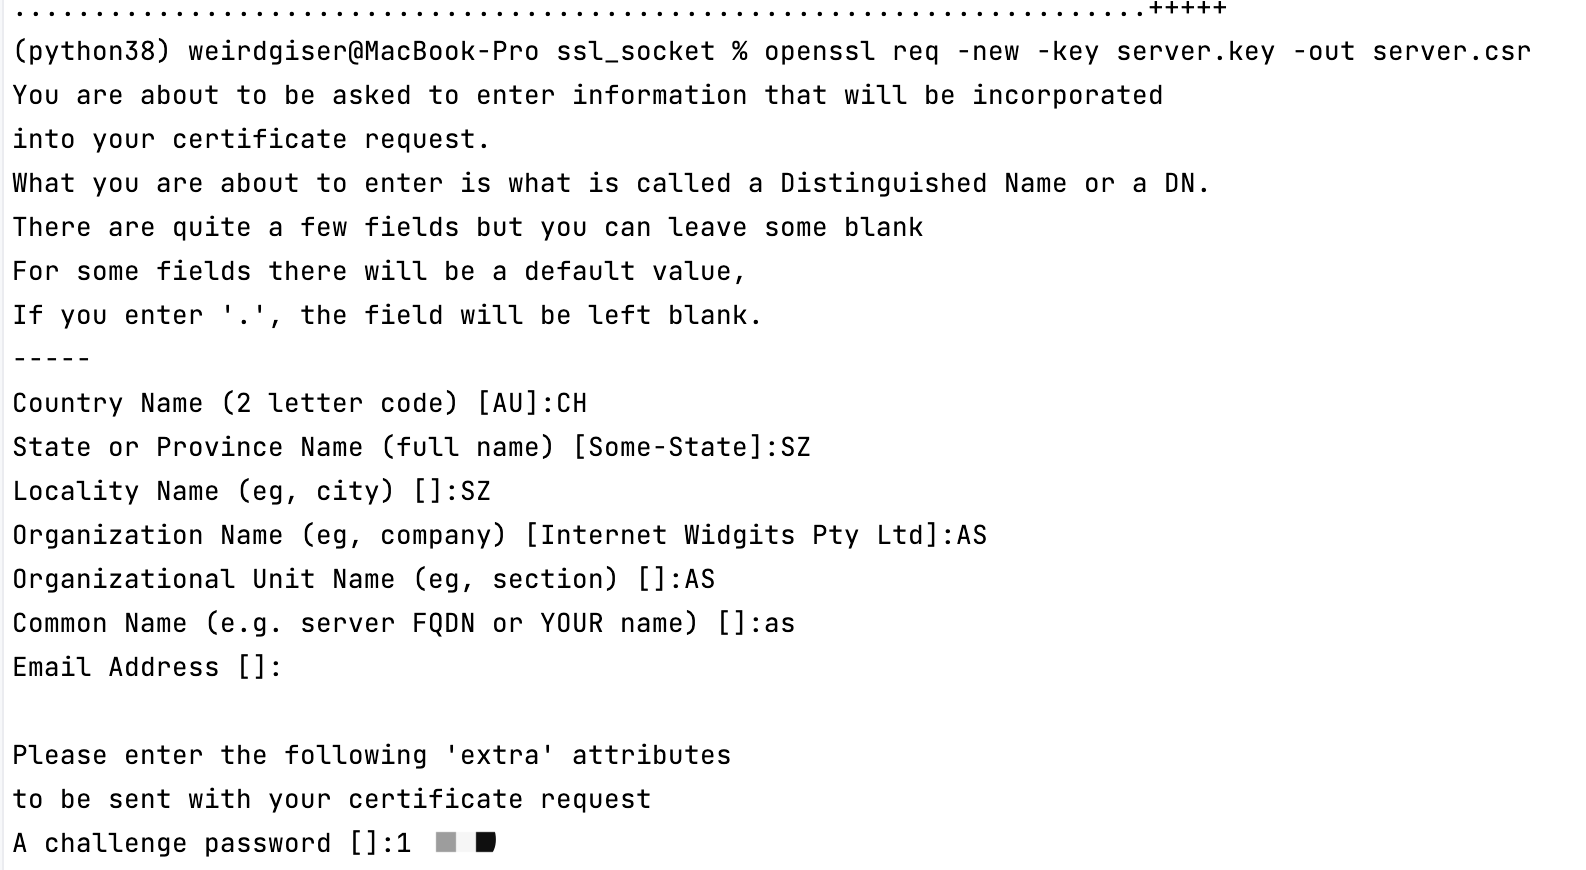 ..........................................................................+++++
(python38) weirdgiser@MacBook-Pro ssl_socket % openssl req -new -key server.key -out server.csr
You are about to be asked to enter information that will be incorporated
into your certificate request.
What you are about to enter is what is called a Distinguished Name or a DN.
There are quite a few fields but you can leave some blank
For some fields there will be a default value,
If you enter '.', the field will be left blank.
-----
Country Name (2 letter code) [AU]:CH
State or Province Name (full name) [Some-State]:SZ
Locality Name (eg, city) []:SZ
Organization Name (eg, company) [Internet Widgits Pty Ltd]:AS
Organizational Unit Name (eg, section) []:AS
Common Name (e.g. server FQDN or YOUR name) []:as
Email Address []:
Please enter the following 'extra' attributes
to be sent with your certificate request
A challenge password []:1